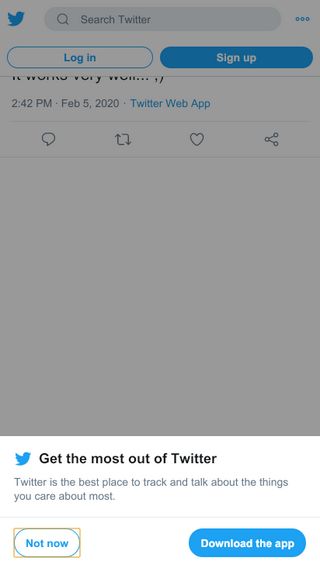 Search Twitter
Log in
Sign up
It works very well... ;)
2:42 PM · Feb 5, 2020 · Twitter Web App
Get the most out of Twitter
Twitter is the best place to track and talk about the things
you care about most.
Not now
Download the app